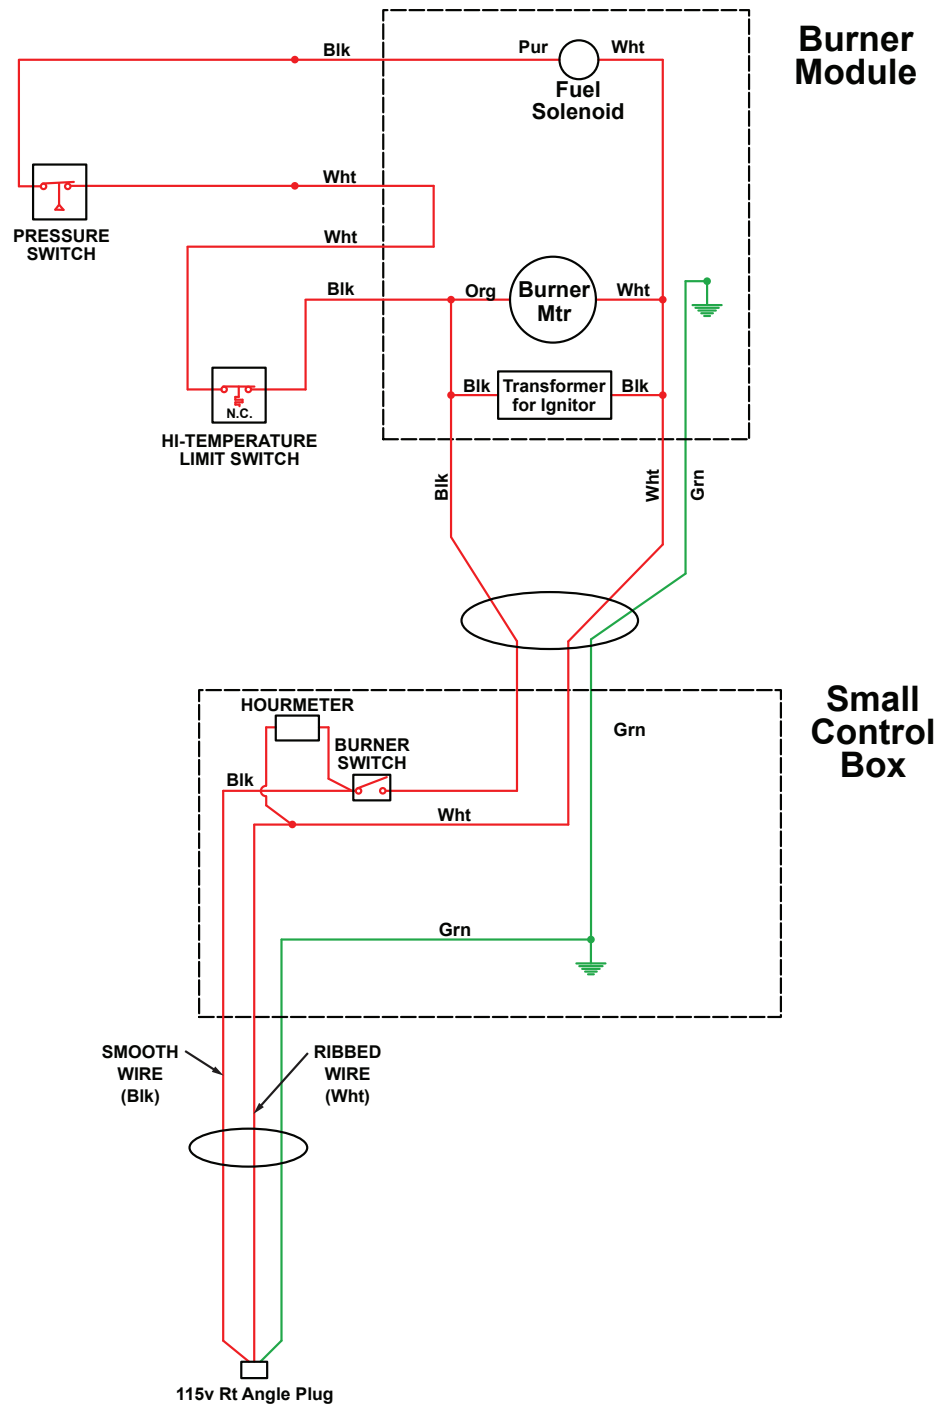 Burner
Module
Blk
Pur
Wht
Fuel
Solenoid
Wht
PRESSURE
SWITCH
Wht
Blk
Org
Burner
Mtr
Wht
Blk
Transformer
for Ignitor
Blk
N.C.
HI-TEMPERATURE
LIMIT SWITCH
Blk
Wht
Grn
Small
Control
Box
HOURMETER
BURNER
SWITCH
Grn
Blk
Wht
Grn
SMOOTH
WIRE
(Blk)
RIBBED
WIRE
(Wht)
115v Rt Angle Plug